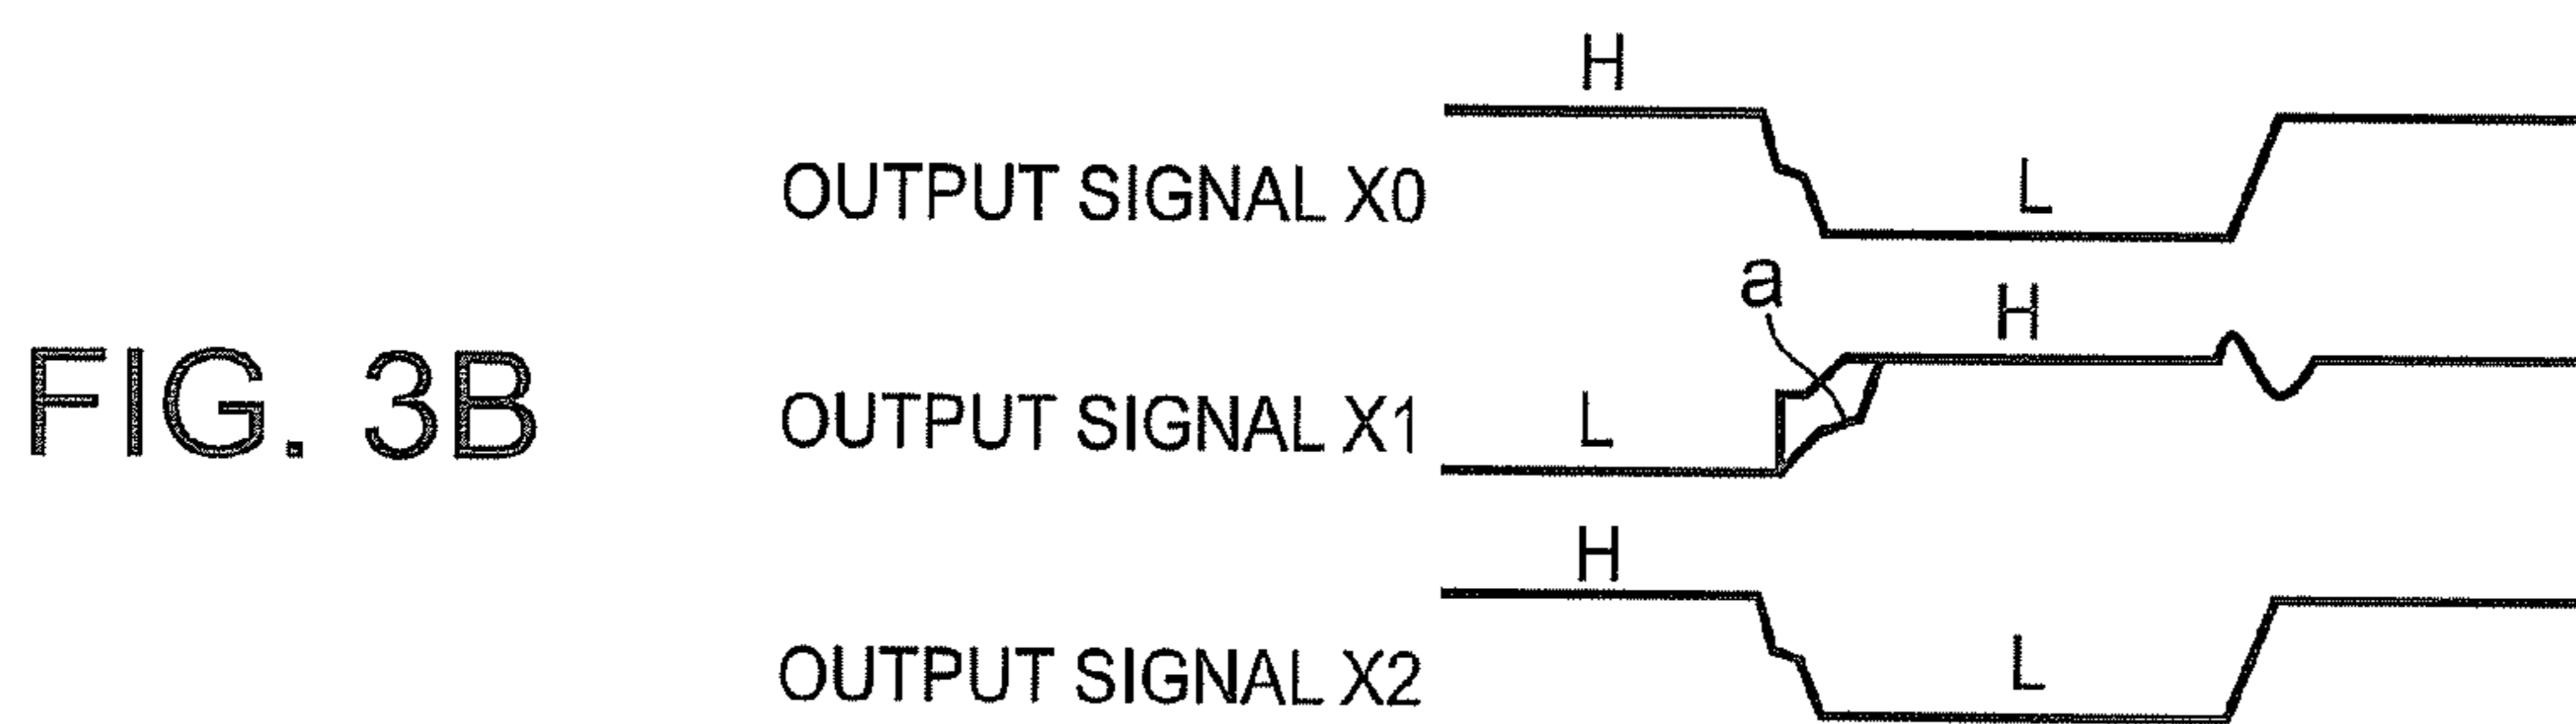 H
OUTPUT SIGNAL X0
L
a
H
FIG. 3B
OUTPUT SIGNAL X1
L
H
OUTPUT SIGNAL X2
L